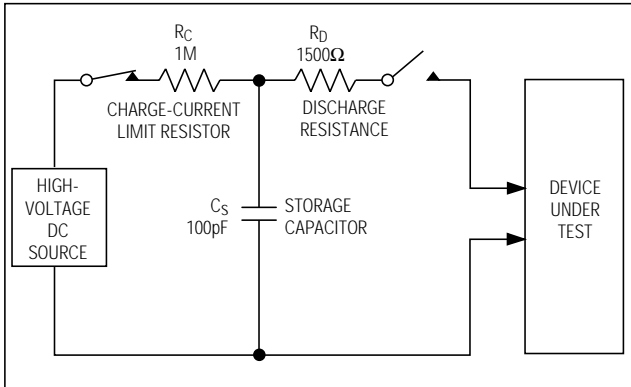 RC
1M
CHARGE-CURRENT
LIMIT RESISTOR
RD
1500Ω
DISCHARGE
RESISTANCE
HIGH-
VOLTAGE
DC
SOURCE
CS
100pF
STORAGE
CAPACITOR
DEVICE
UNDER
TEST